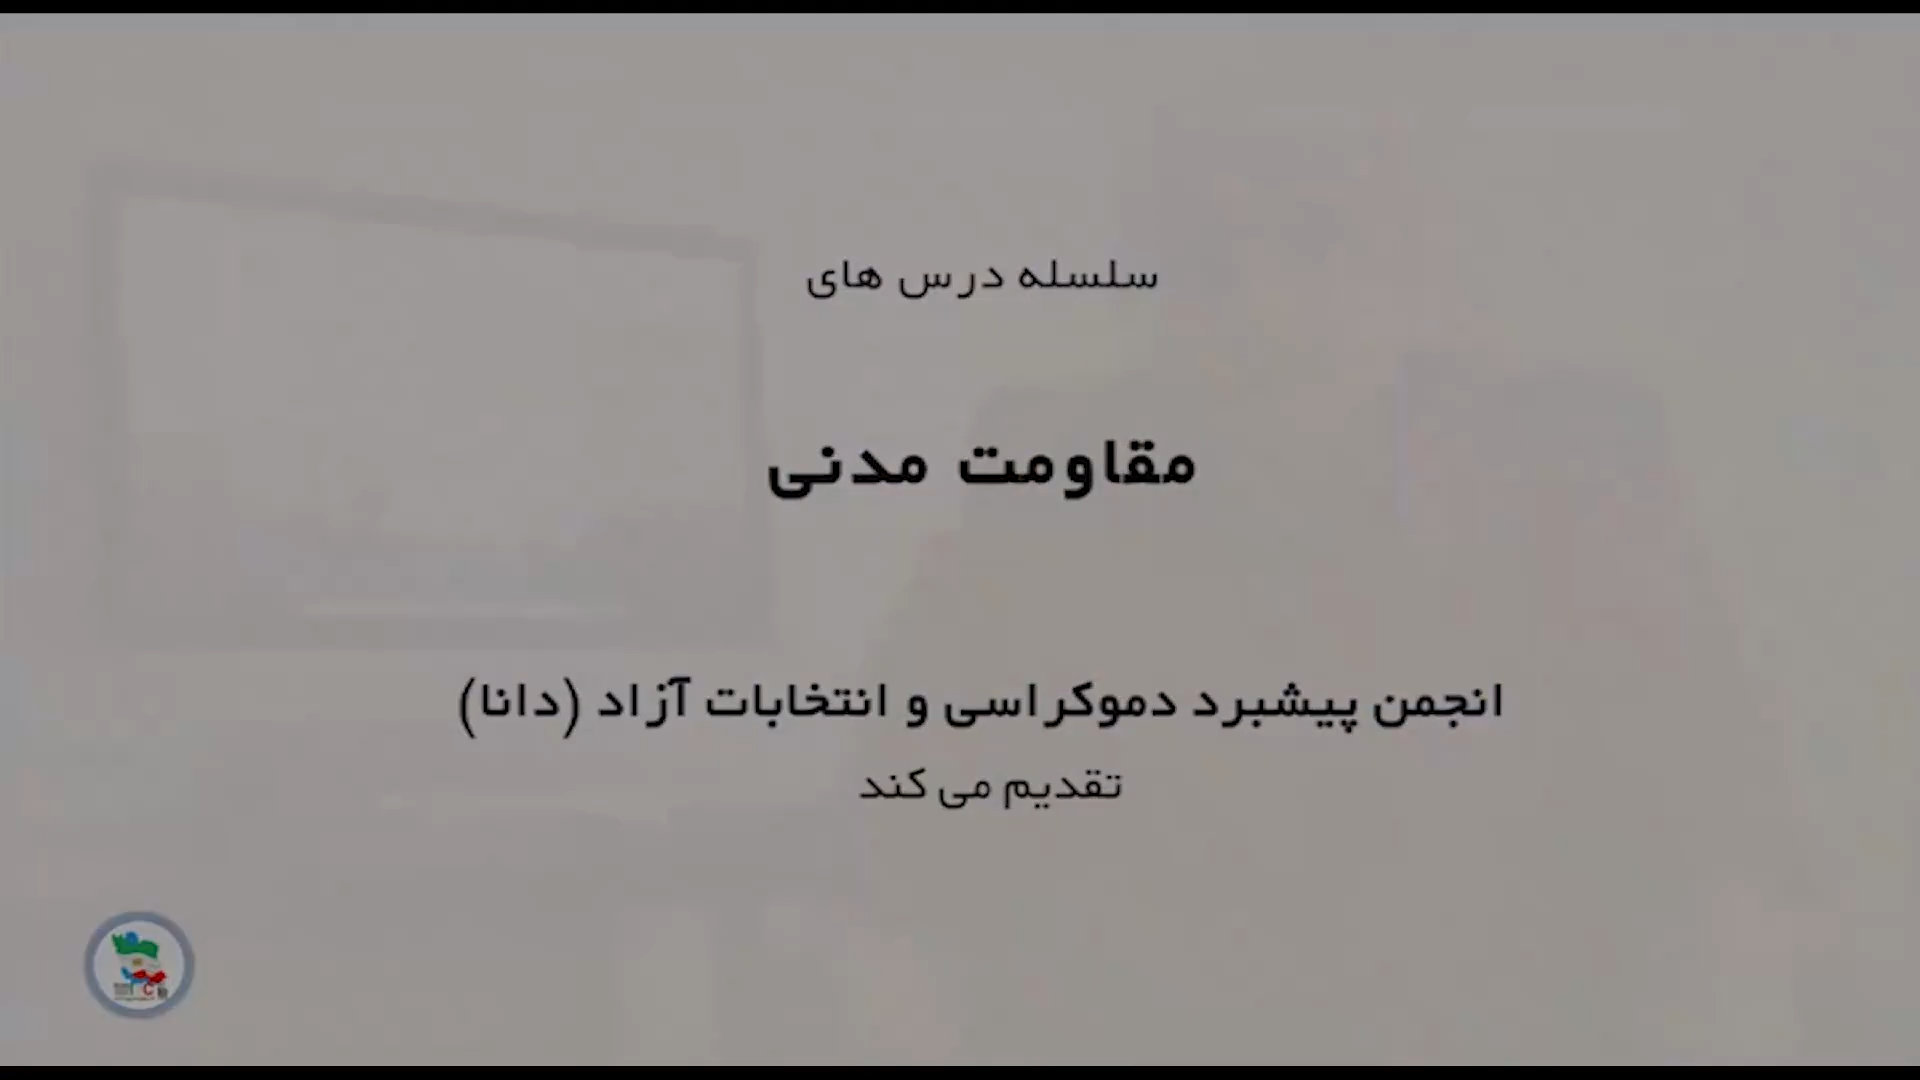 سلسله درس های
مقاومت مدنی
انجمن پیشبرد دموکراسی و انتخابات آزاد (دانا)
تقدیم می کند